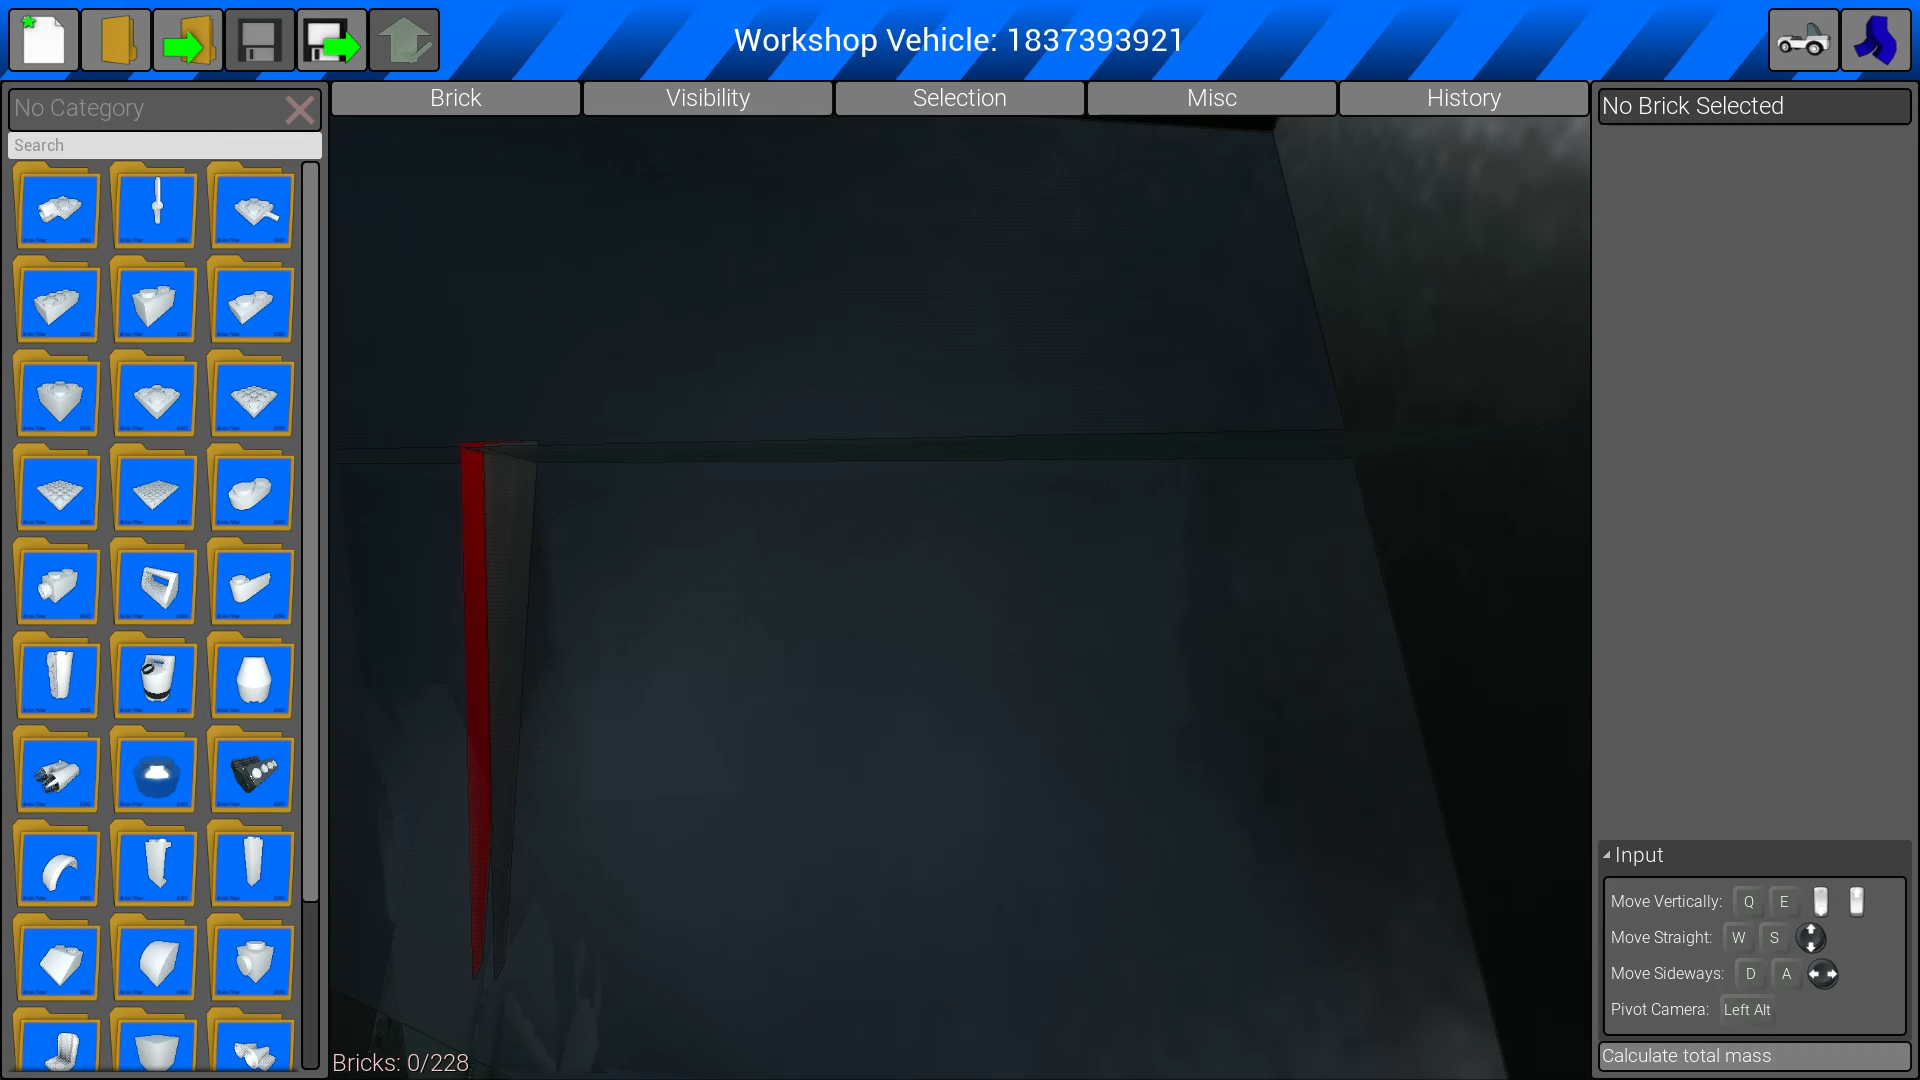 Workshop Vehicle: 1837393921
No Category
Search
Brick
Visibility
Selection
Misc
History
No Brick Selected
Input
Move Vertically: Q E
Move Straight: W S
Move Sideways: D A
Pivot Camera: Left Alt
Calculate total mass
Bricks: 0/228